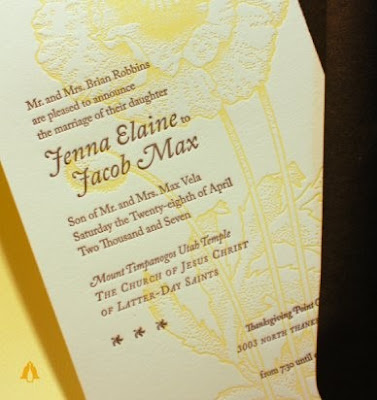 Mr. and Mrs. Brian Robbins
are pleased to announce
the marriage of their daughter
Jenna Elaine to
Jacob Max
Son of Mr. and Mrs. Max Vela
Saturday the Twenty-eighth of April
Two Thousand and Seven
Mount Timpanogos Utah Temple
The Church of Jesus Christ
of Latter-Day Saints
Thanksgiving Point
3003 north
from 7:30 until